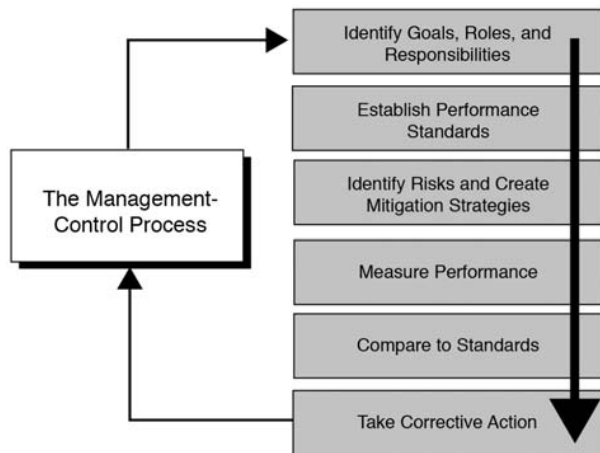 Identify Goals, Roles, and
Responsibilities
Establish Performance
Standards
Identify Risks and Create
Mitigation Strategies
The Management-
Control Process
Measure Performance
Compare to Standards
Take Corrective Action